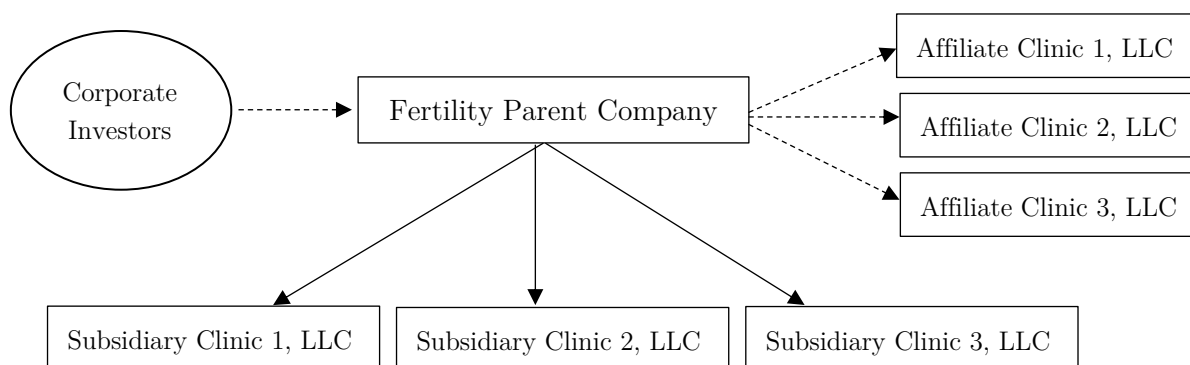 Corporate
Investors
Fertility Parent Company
Affiliate Clinic 1, LLC
Affiliate Clinic 2, LLC
Affiliate Clinic 3, LLC
Subsidiary Clinic 1, LLC
Subsidiary Clinic 2, LLC
Subsidiary Clinic 3, LLC